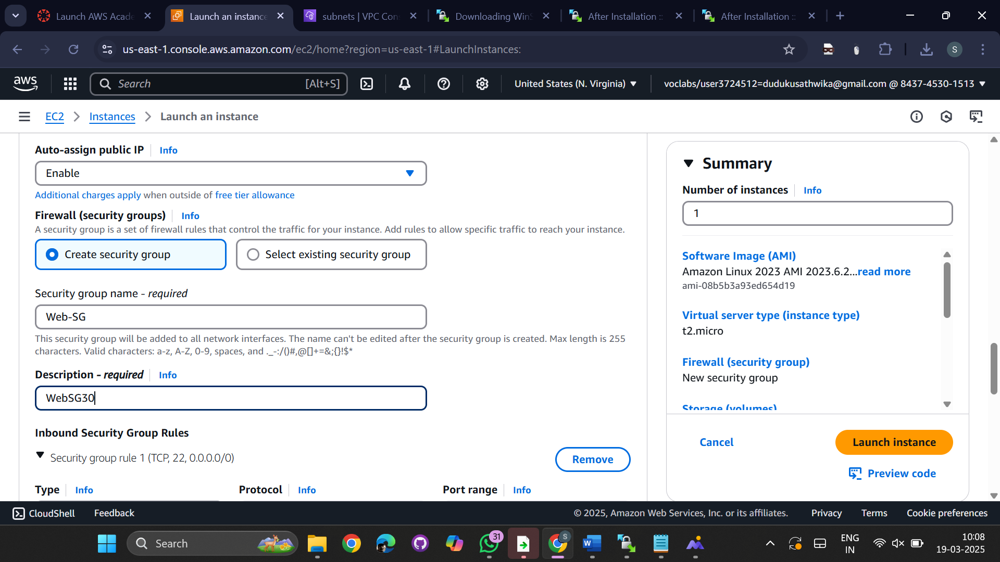 Launch AWS Acade
Launch an instance
subnets | VPC Con
Downloading WinS
After Installation ::
After Installation ::
us-east-1.console.aws.amazon.com/ec2/home?region=us-east-1#LaunchInstances:
S
aws
Search
[Alt+S]
United States (N. Virginia)
voclabs/user3724512=dudukusathwika@gmail.com @ 8437-4530-1513
EC2
Instances
Launch an instance
Auto-assign public IP
Info
Enable
Additional charges apply when outside of free tier allowance
Firewall (security groups)
Info
A security group is a set of firewall rules that control the traffic for your instance. Add rules to allow specific traffic to reach your instance.
Create security group
Select existing security group
Security group name - required
Web-SG
This security group will be added to all network interfaces. The name can't be edited after the security group is created. Max length is 255
characters. Valid characters: a-z, A-Z, 0-9, spaces, and ._-:/()#,@[]+=&;{}!$*
Description - required
Info
WebSG30
Inbound Security Group Rules
Security group rule 1 (TCP, 22, 0.0.0.0/0)
Remove
Type
Info
Protocol
Info
Port range
Info
Summary
Number of instances
Info
1
Software Image (AMI)
Amazon Linux 2023 AMI 2023.6.2...read more
ami-08b5b3a93ed654d19
Virtual server type (instance type)
t2.micro
Firewall (security group)
New security group
Storage (volumes)
Cancel
Launch instance
Preview code
CloudShell
Feedback
© 2025, Amazon Web Services, Inc. or its affiliates.
Privacy
Terms
Cookie preferences
Search
31
S
W
ENG
IN
10:08
19-03-2025